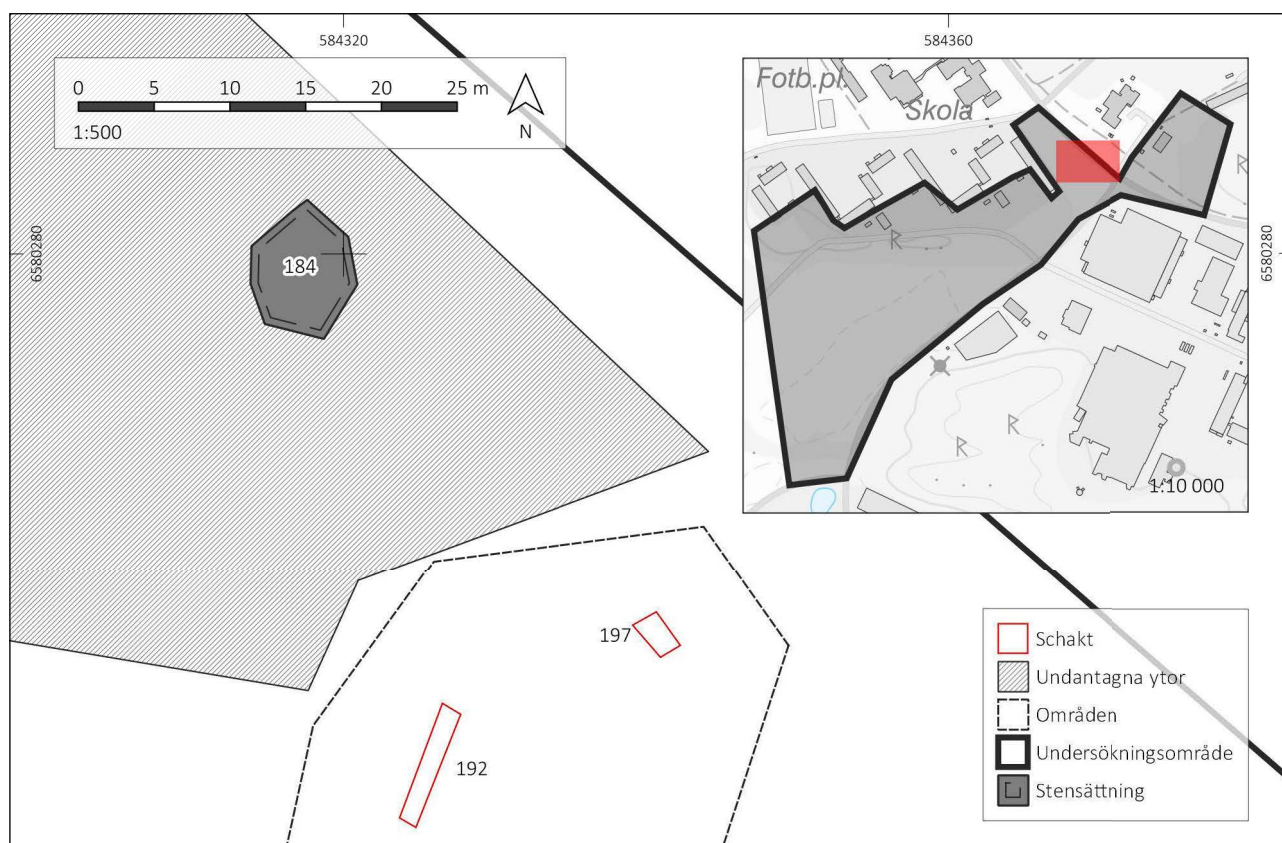 584320
584360
0 5 10 15 20 25 m
1:500
N
Fotb.pl.
Skola
R
6580280
6580280
184
R
R
R
1:10 000
197
192
Schakt
Undantagna ytor
Områden
Undersökningsområde
Stensättning